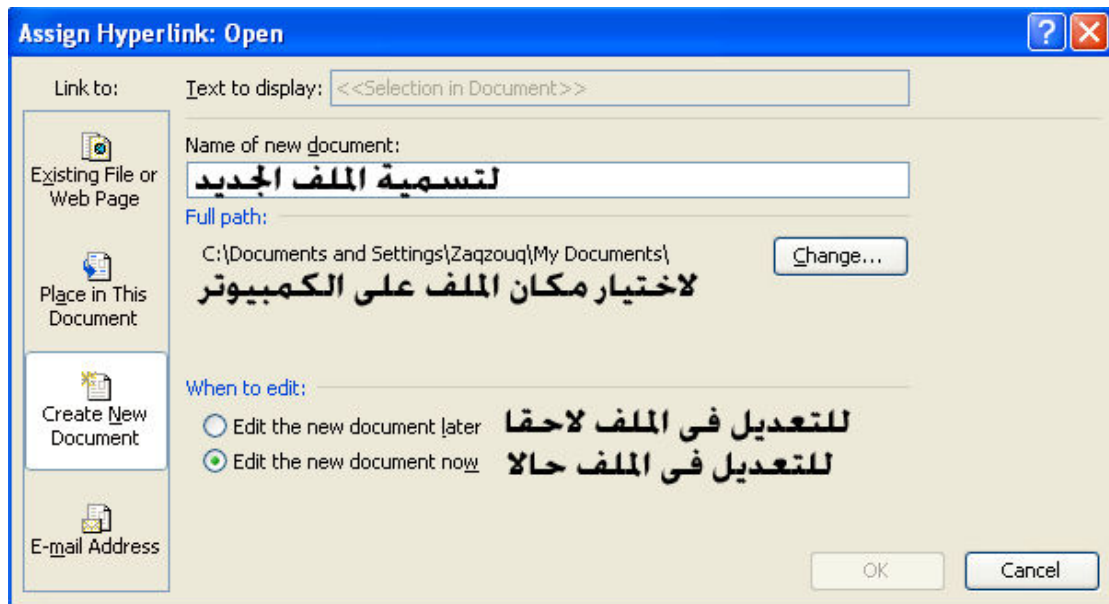 Assign Hyperlink: Open
Link to:
Text to display: <<Selection in Document>>
Existing File or
Web Page
Place in This
Document
Create New
Document
E-mail Address
Name of new document:
لتسمية الملف الجديد
Full path:
C:\Documents and Settings\Zaqzouq\My Documents\
Change...
لاختيار مكان الملف على الكمبيوتر
When to edit:
Edit the new document later للتعديل فى الملف لاحقا
Edit the new document now للتعديل فى الملف حالا
OK
Cancel